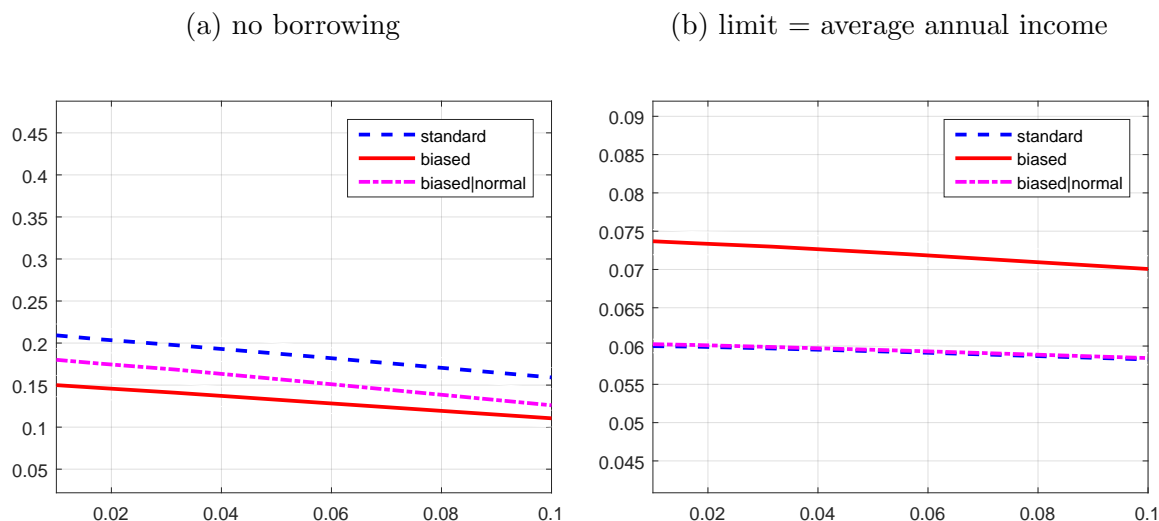 (a) no borrowing
0.45
0.4
0.35
0.3
0.25
0.2
0.15
0.1
0.05
0.02 0.04 0.06 0.08 0.1
standard
biased
biased|normal
(b) limit = average annual income
0.09
0.085
0.08
0.075
0.07
0.065
0.06
0.055
0.05
0.045
0.02 0.04 0.06 0.08 0.1
standard
biased
biased|normal